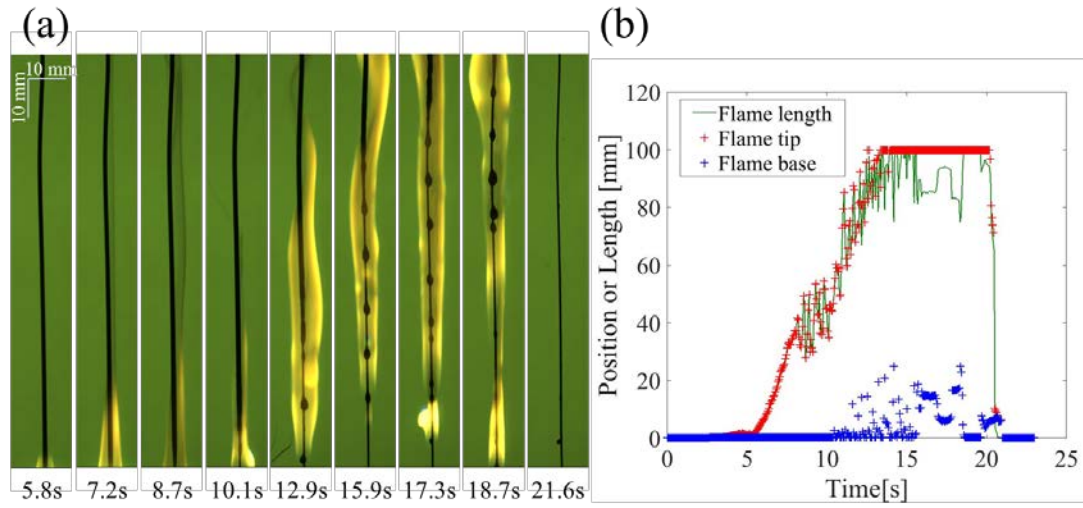 (a)
10 mm
10 mm
5.8s 7.2s 8.7s 10.1s 12.9s 15.9s 17.3s 18.7s 21.6s
(b)
Flame length
Flame tip
Flame base
Position or Length [mm]
120
100
80
60
40
20
0
0 5 10 15 20 25
Time[s]